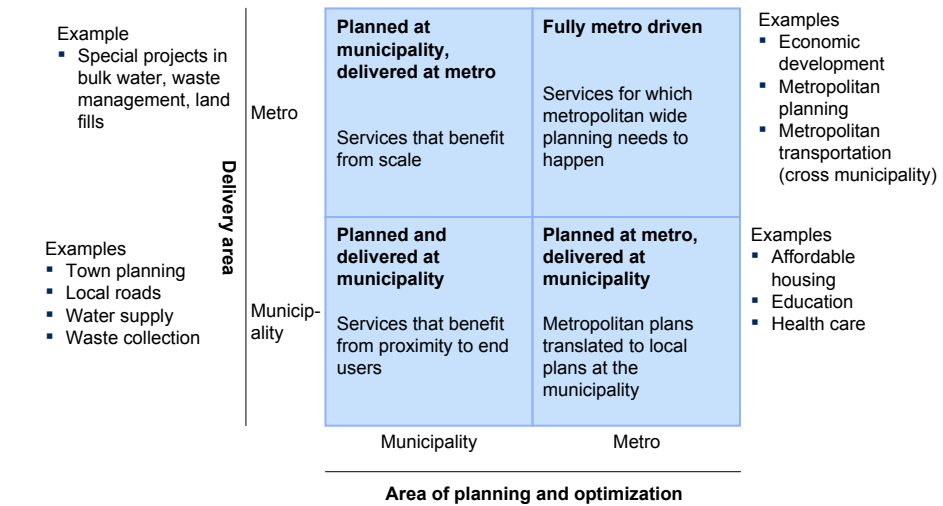 Example
▪ Special projects in
bulk water, waste
management, land
fills
Metro
Planned at
municipality,
delivered at metro
Services that benefit
from scale
Fully metro driven
Services for which
metropolitan wide
planning needs to
happen
Examples
▪ Economic
development
▪ Metropolitan
planning
▪ Metropolitan
transportation
(cross municipality)
Delivery area
Examples
▪ Town planning
▪ Local roads
▪ Water supply
▪ Waste collection
Municip-
ality
Planned and
delivered at
municipality
Services that benefit
from proximity to end
users
Planned at metro,
delivered at
municipality
Metropolitan plans
translated to local
plans at the
municipality
Examples
▪ Affordable
housing
▪ Education
▪ Health care
Municipality
Metro
Area of planning and optimization